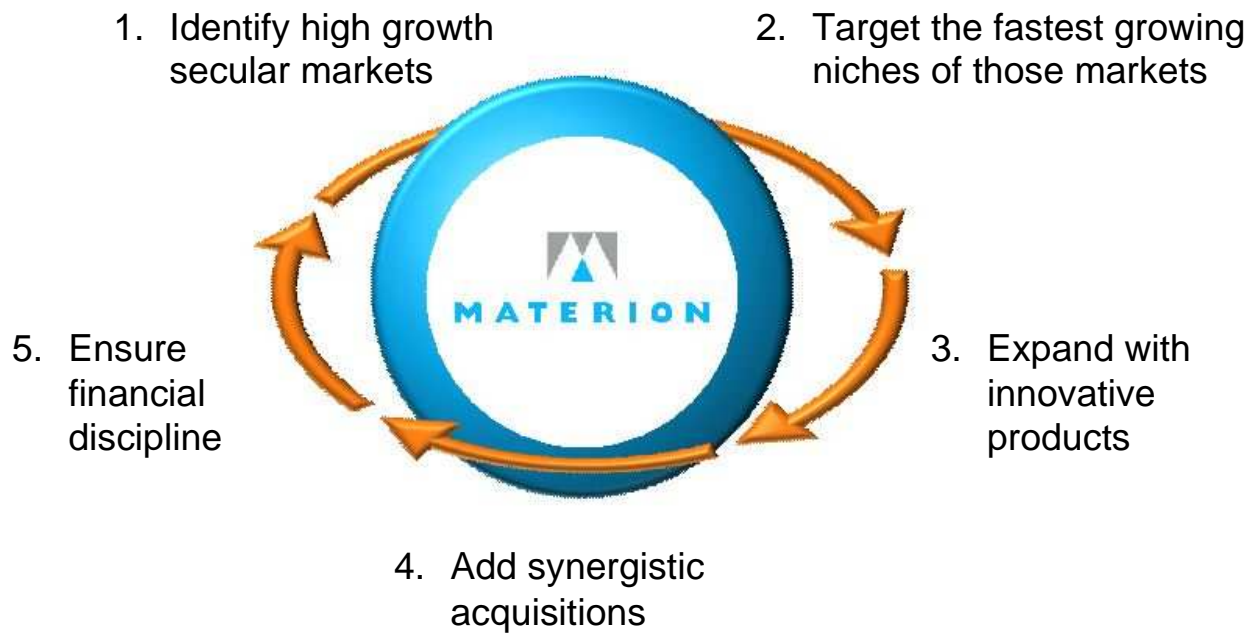 1. Identify high growth
secular markets
2. Target the fastest growing
niches of those markets
MATERION
5. Ensure
financial
discipline
3. Expand with
innovative
products
4. Add synergistic
acquisitions